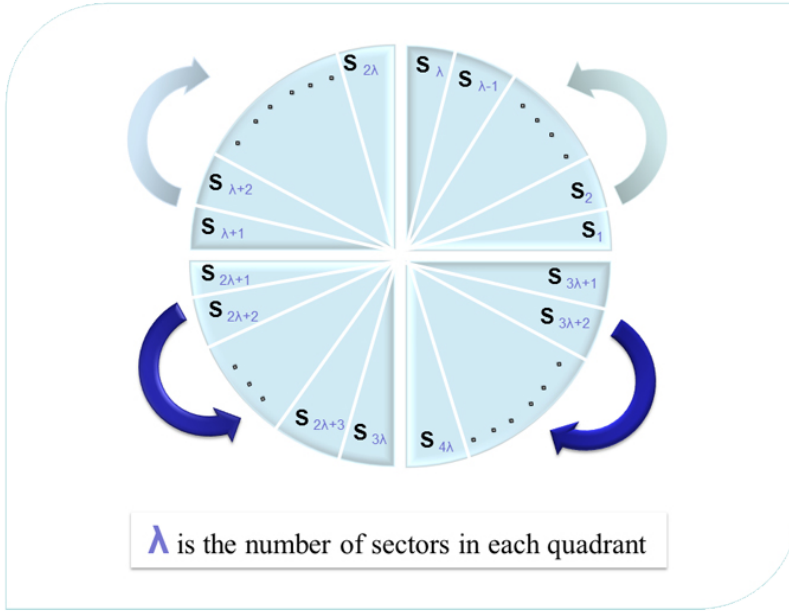 S 2λ
S λ
S λ-1
S λ+2
S 2
S λ+1
S 1
S 2λ+1
S 3λ+1
S 2λ+2
S 3λ+2
S 2λ+3
S 3λ
S 4λ
λ is the number of sectors in each quadrant